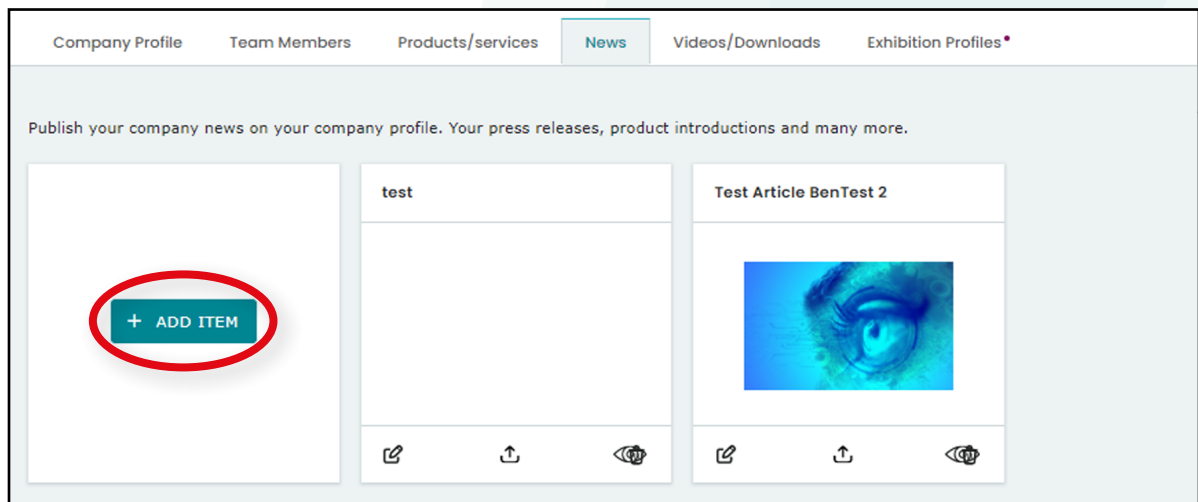 Company Profile Team Members Products/services News Videos/Downloads Exhibition Profiles
Publish your company news on your company profile. Your press releases, product introductions and many more.
test
Test Article BenTest 2
+ ADD ITEM